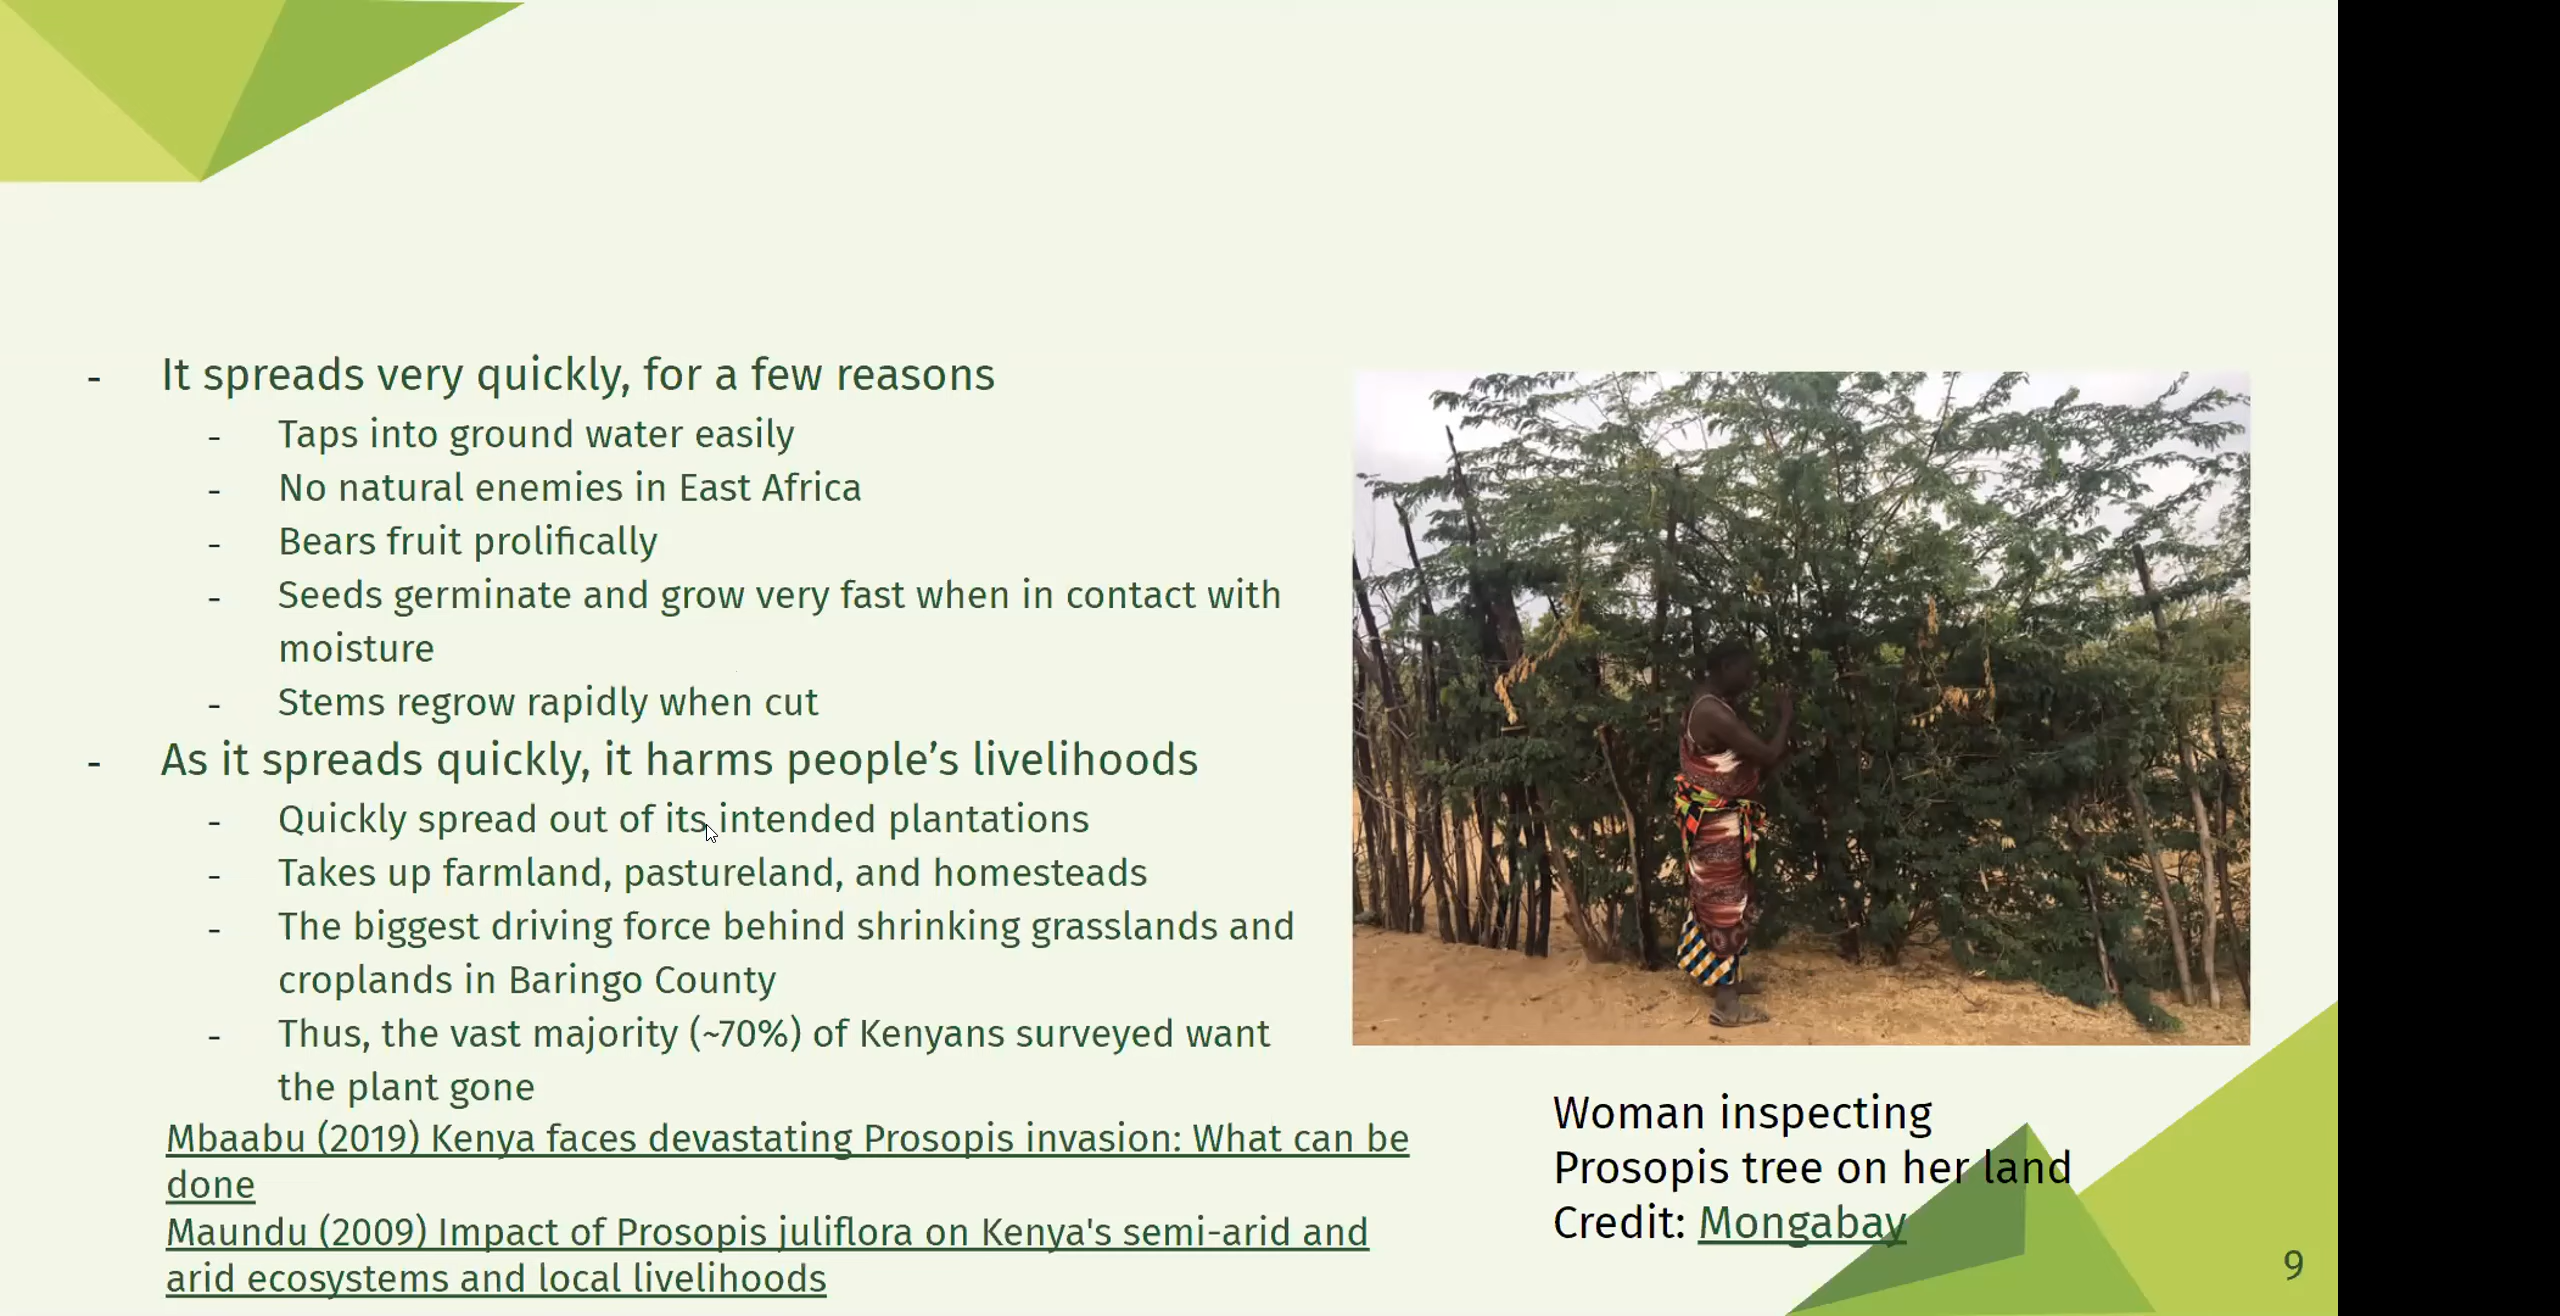 - It spreads very quickly, for a few reasons
- Taps into ground water easily
- No natural enemies in East Africa
- Bears fruit prolifically
- Seeds germinate and grow very fast when in contact with
moisture
- Stems regrow rapidly when cut
- As it spreads quickly, it harms people’s livelihoods
- Quickly spread out of its intended plantations
- Takes up farmland, pastureland, and homesteads
- The biggest driving force behind shrinking grasslands and
croplands in Baringo County
- Thus, the vast majority (~70%) of Kenyans surveyed want
the plant gone
Mbaabu (2019) Kenya faces devastating Prosopis invasion: What can be
done
Maundu (2009) Impact of Prosopis juliflora on Kenya's semi-arid and
arid ecosystems and local livelihoods
Woman inspecting
Prosopis tree on her land
Credit: Mongabay
9